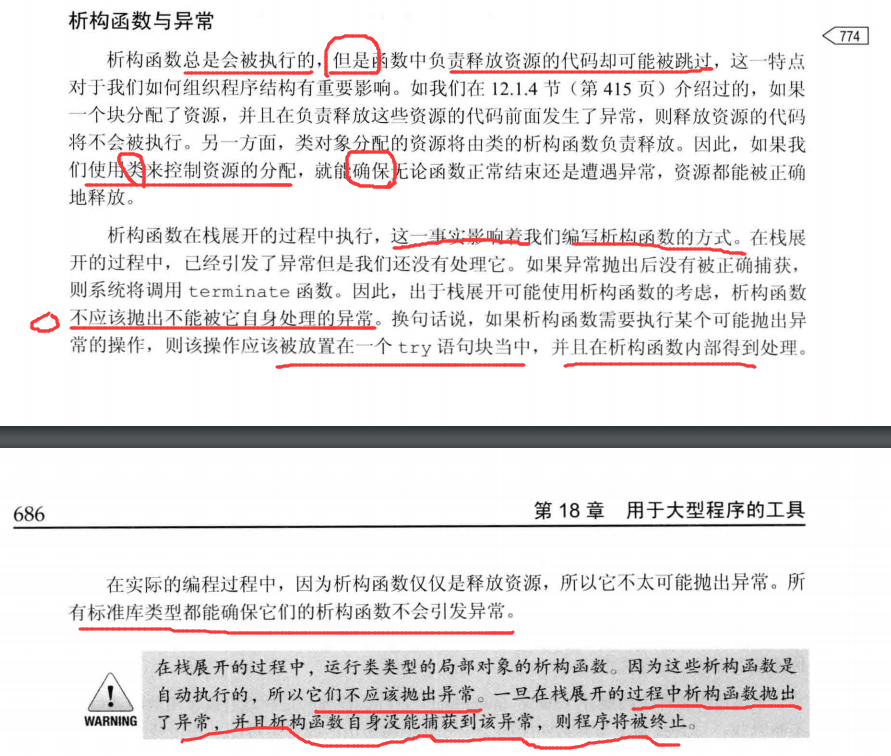 析构函数与异常
774
析构函数总是会被执行的，但是函数中负责释放资源的代码却可能被跳过，这一特点
对于我们如何组织程序结构有重要影响。如我们在 12.1.4 节（第 415 页）介绍过的，如果
一个块分配了资源，并且在负责释放这些资源的代码前面发生了异常，则释放资源的代码
将不会被执行。另一方面，类对象分配的资源将由类的析构函数负责释放。因此，如果我
们使用类来控制资源的分配，就能确保无论函数正常结束还是遭遇异常，资源都能被正确
地释放。
析构函数在栈展开的过程中执行，这一事实影响着我们编写析构函数的方式。在栈展
开的过程中，已经引发了异常但是我们还没有处理它。如果异常抛出后没有被正确捕获，
则系统将调用 terminate 函数。因此，出于栈展开可能使用析构函数的考虑，析构函数
不应该抛出不能被它自身处理的异常。换句话说，如果析构函数需要执行某个可能抛出异
常的操作，则该操作应该被放置在一个 try 语句块当中，并且在析构函数内部得到处理。
686
第 18 章 用于大型程序的工具
在实际的编程过程中，因为析构函数仅仅是释放资源，所以它不太可能抛出异常。所
有标准库类型都能确保它们的析构函数不会引发异常。
在栈展开的过程中，运行类类型的局部对象的析构函数。因为这些析构函数是
自动执行的，所以它们不应该抛出异常。一旦在栈展开的过程中析构函数抛出
了异常，并且析构函数自身没能捕获到该异常，则程序将被终止。
WARNING